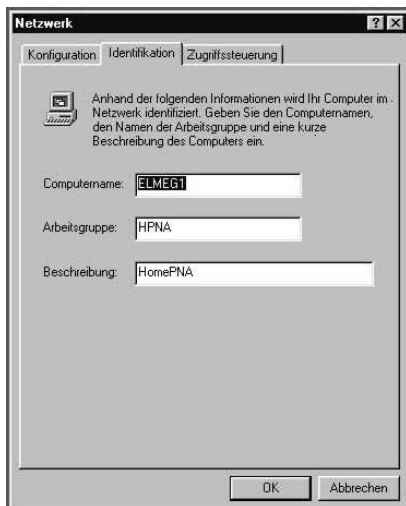 Netzwerk
Konfiguration Identifikation Zugriffssteuerung
Anhand der folgenden Informationen wird Ihr Computer im
Netzwerk identifiziert. Geben Sie den Computernamen,
den Namen der Arbeitsgruppe und eine kurze
Beschreibung des Computers ein.
Computername: ELMEG1
Arbeitsgruppe: HPNA
Beschreibung: HomePNA
OK Abbrechen